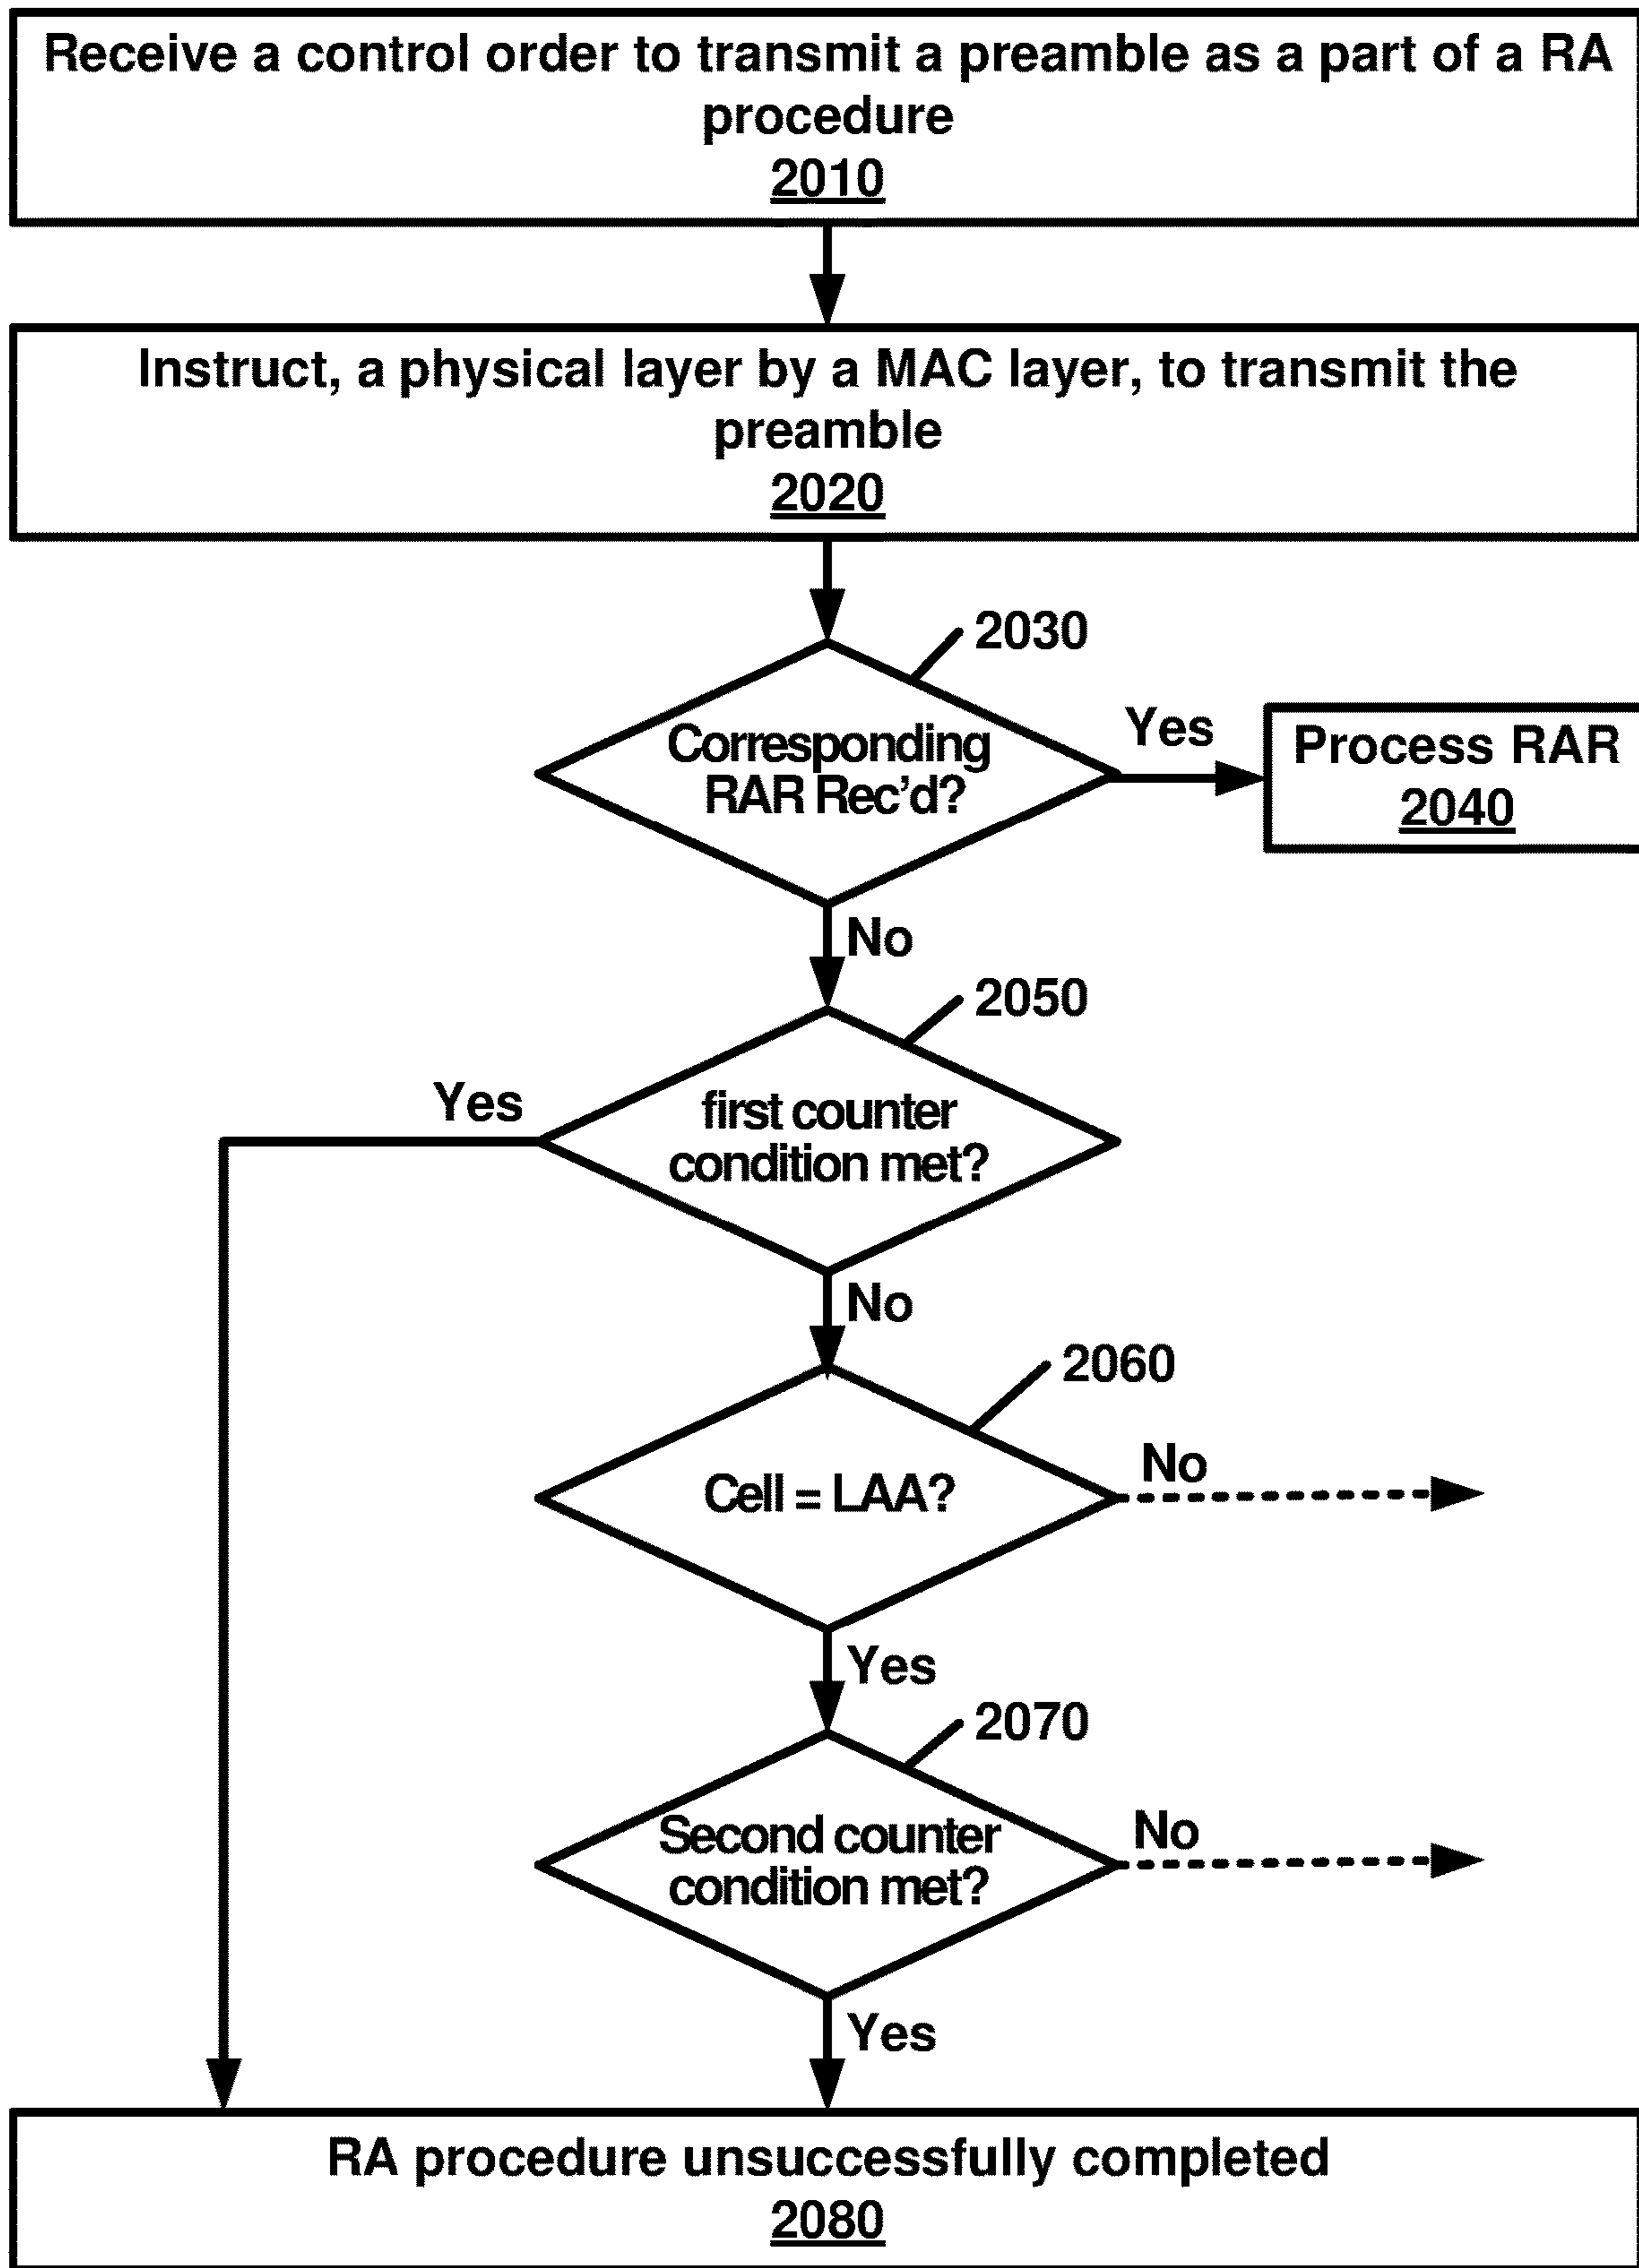 Receive a control order to transmit a preamble as a part of a RA
procedure
2010
Instruct, a physical layer by a MAC layer, to transmit the
preamble
2020
2030
Corresponding
RAR Rec'd?
Yes
Process RAR
2040
No
2050
Yes
first counter
condition met?
No
2060
Cell = LAA?
No
Yes
2070
Second counter
condition met?
No
Yes
RA procedure unsuccessfully completed
2080